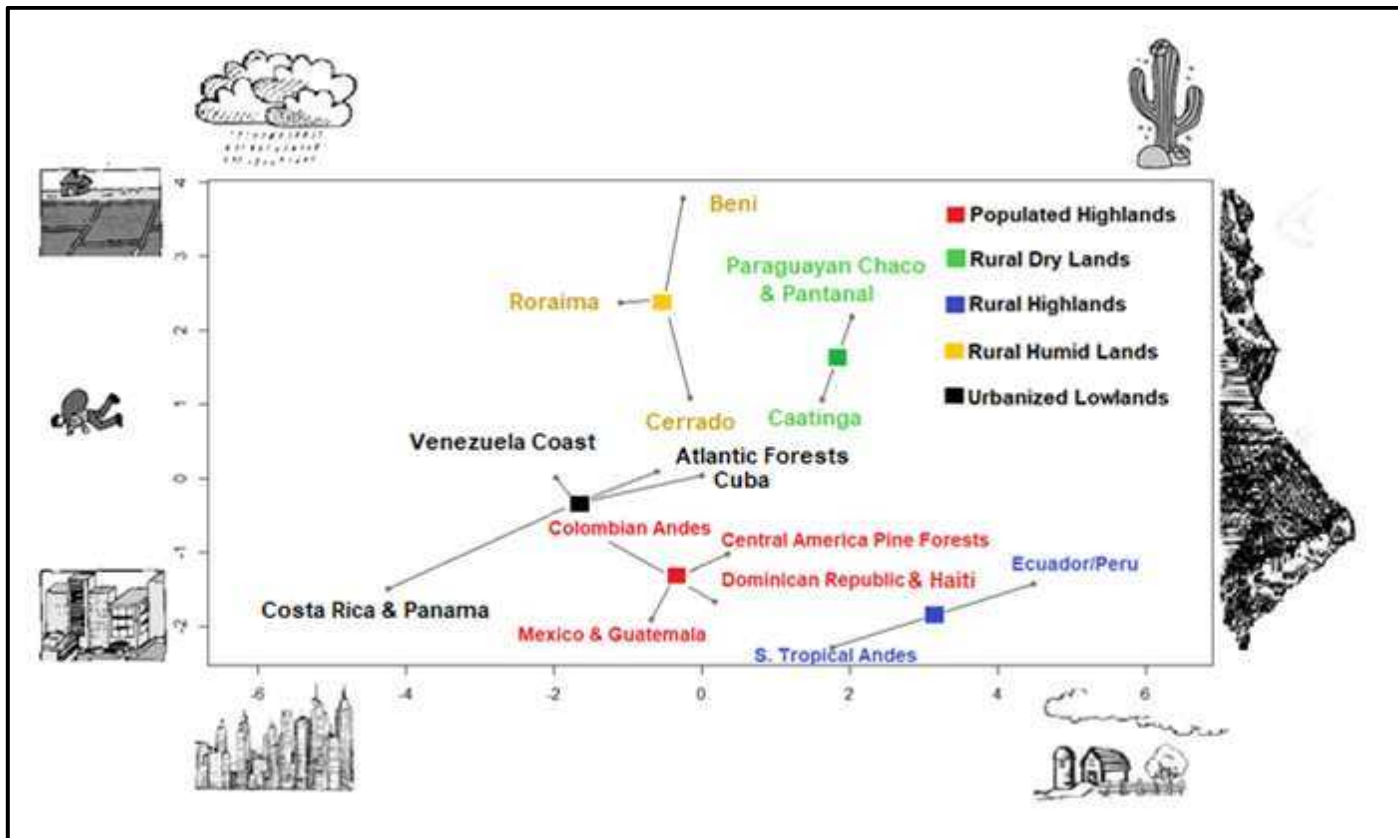 4
3
2
1
0
-1
-2
Beni
Roraima
Cerrado
Paraguayan Chaco
& Pantanal
Caatinga
Populated Highlands
Rural Dry Lands
Rural Highlands
Rural Humid Lands
Urbanized Lowlands
Venezuela Coast
Atlantic Forests
Cuba
Colombian Andes
Central America Pine Forests
Ecuador/Peru
Dominican Republic & Haiti
Costa Rica & Panama
Mexico & Guatemala
S. Tropical Andes
-6 -4 -2 0 2 4 6